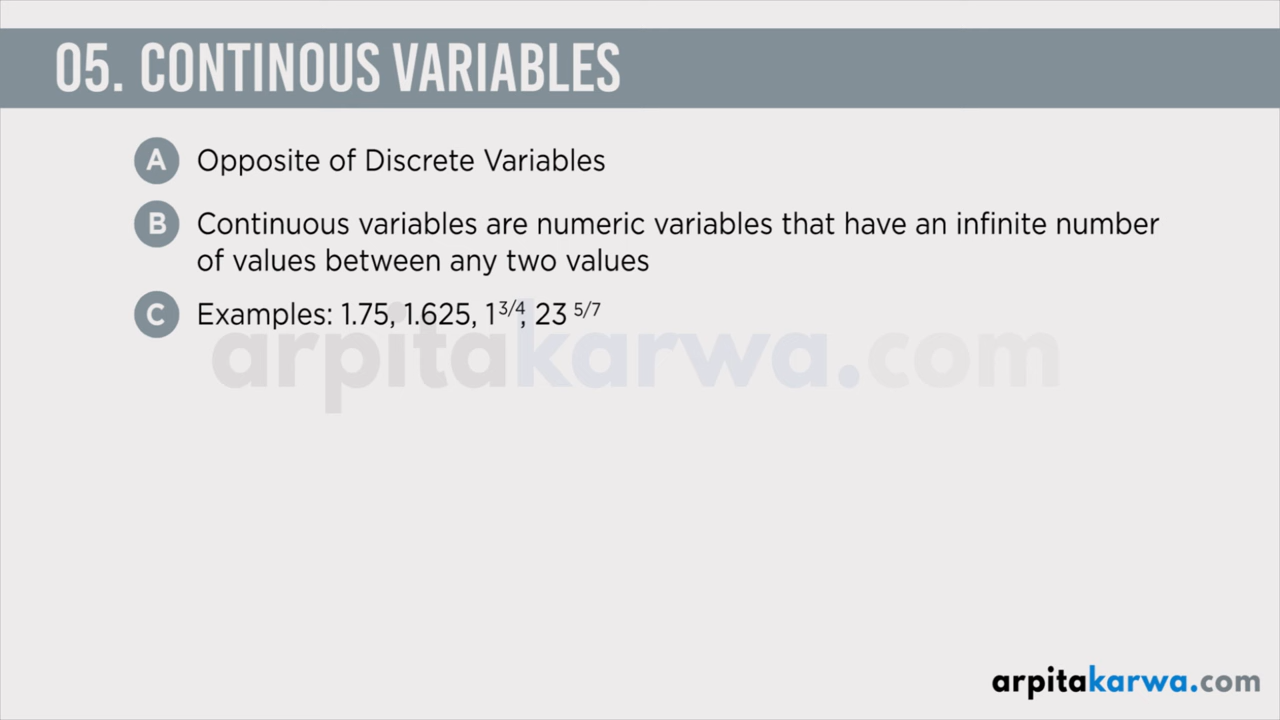 05. CONTINOUS VARIABLES
A Opposite of Discrete Variables
B Continuous variables are numeric variables that have an infinite number
of values between any two values
C Examples: 1.75, 1.625, 1 3/4, 23 5/7
arpitakarwa.com
arpitakarwa.com